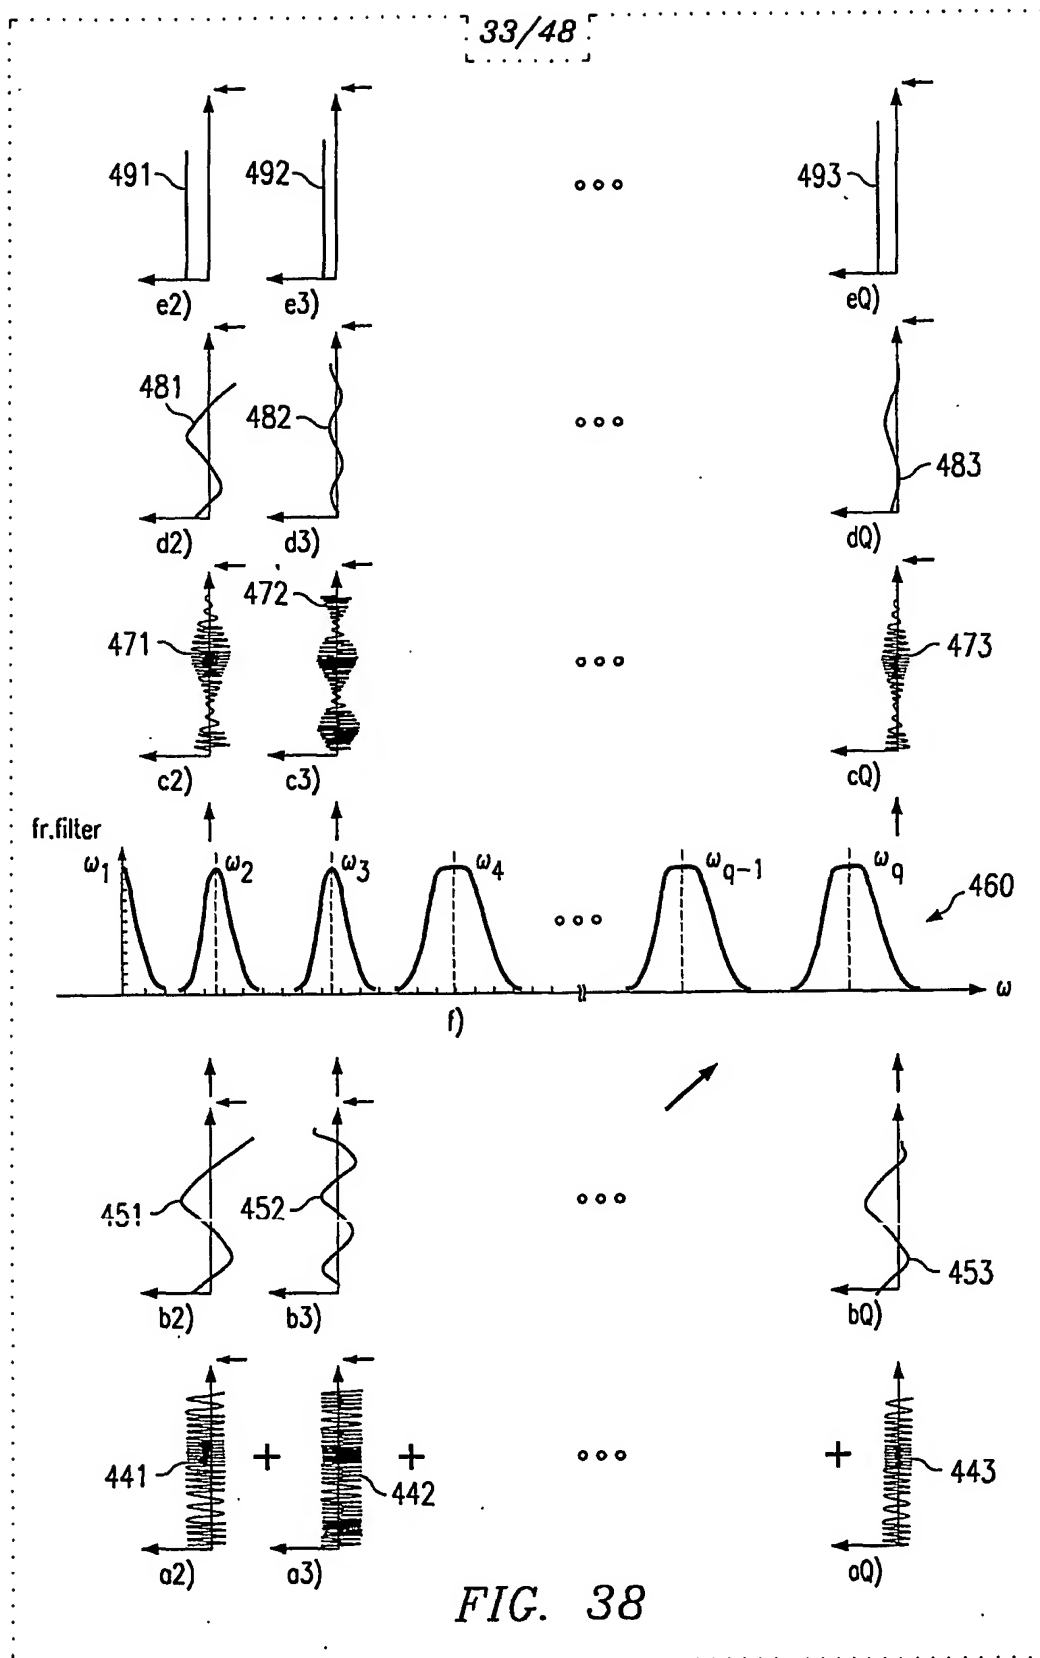 33/48
491 492 493
e2) e3) eQ)
481 482 483
d2) d3) dQ)
471 472 473
c2) c3) cQ)
fr.filter
ω1 ω2 ω3 ω4 ωq-1 ωq 460
ω
f)
451 452 453
b2) b3) bQ)
+ + +
441 442 443
a2) a3) aQ)
FIG. 38